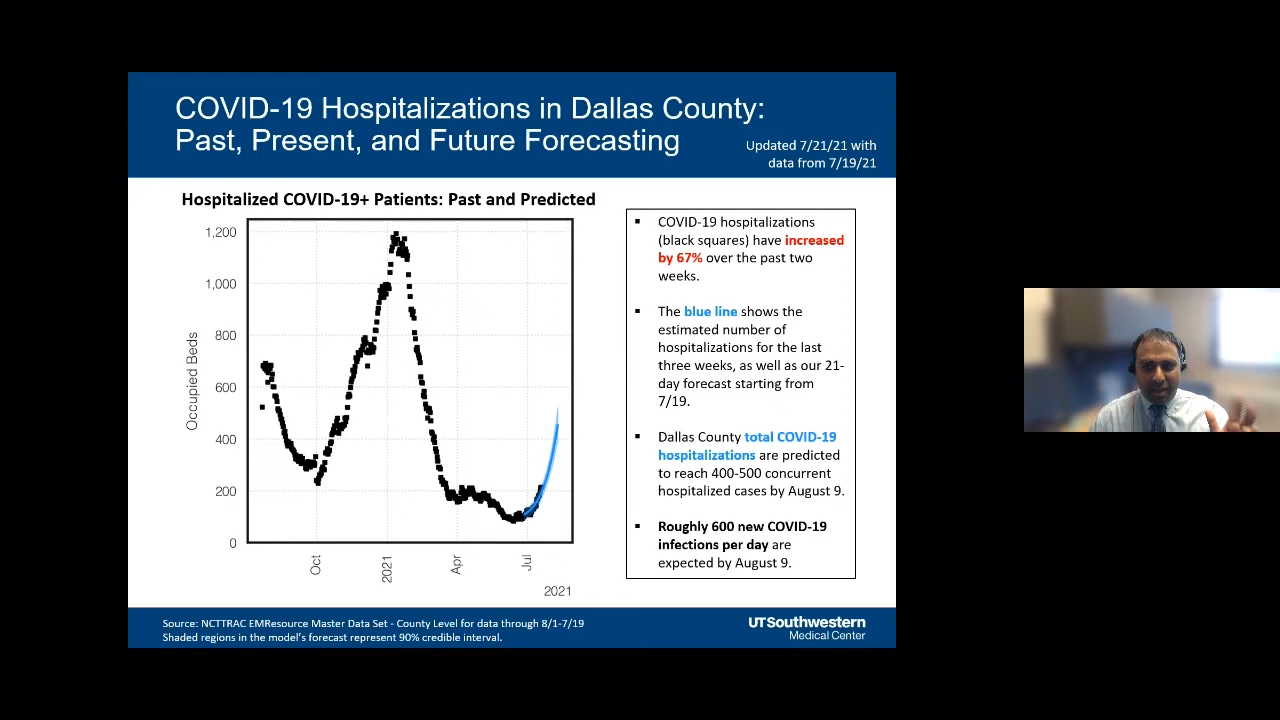 COVID-19 Hospitalizations in Dallas County:
Past, Present, and Future Forecasting
Updated 7/21/21 with
data from 7/19/21
Hospitalized COVID-19+ Patients: Past and Predicted
1,200
1,000
800
600
400
200
0
Occupied Beds
Oct
2021
Apr
Jul
2021
▪ COVID-19 hospitalizations
(black squares) have increased
by 67% over the past two
weeks.
▪ The blue line shows the
estimated number of
hospitalizations for the last
three weeks, as well as our 21-
day forecast starting from
7/19.
▪ Dallas County total COVID-19
hospitalizations are predicted
to reach 400-500 concurrent
hospitalized cases by August 9.
▪ Roughly 600 new COVID-19
infections per day are
expected by August 9.
Source: NCTTRAC EMResource Master Data Set - County Level for data through 8/1-7/19
Shaded regions in the model's forecast represent 90% credible interval.
UTSouthwestern
Medical Center